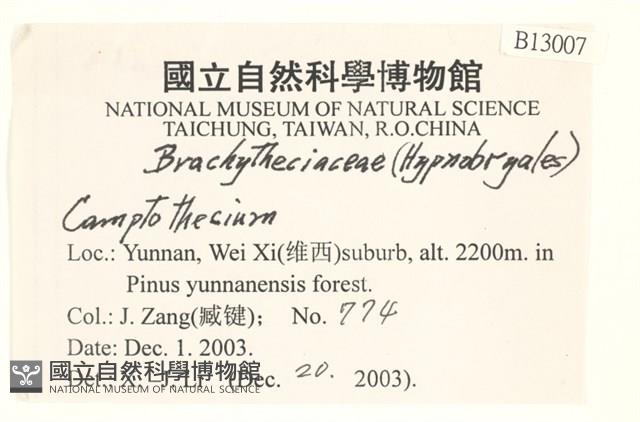 B13007
國立自然科學博物館
NATIONAL MUSEUM OF NATURAL SCIENCE
TAICHUNG, TAIWAN, R.O.CHINA
Brachytheciaceae (Hypnobryales)
Camptothecium
Loc.: Yunnan, Wei Xi(维西)suburb, alt. 2200m. in
Pinus yunnanensis forest.
Col.: J. Zang(臧键); No. 774
Date: Dec. 1. 2003.
國立自然科學博物館
NATIONAL MUSEUM OF NATURAL SCIENCE
Det. (Dec. 20. 2003).